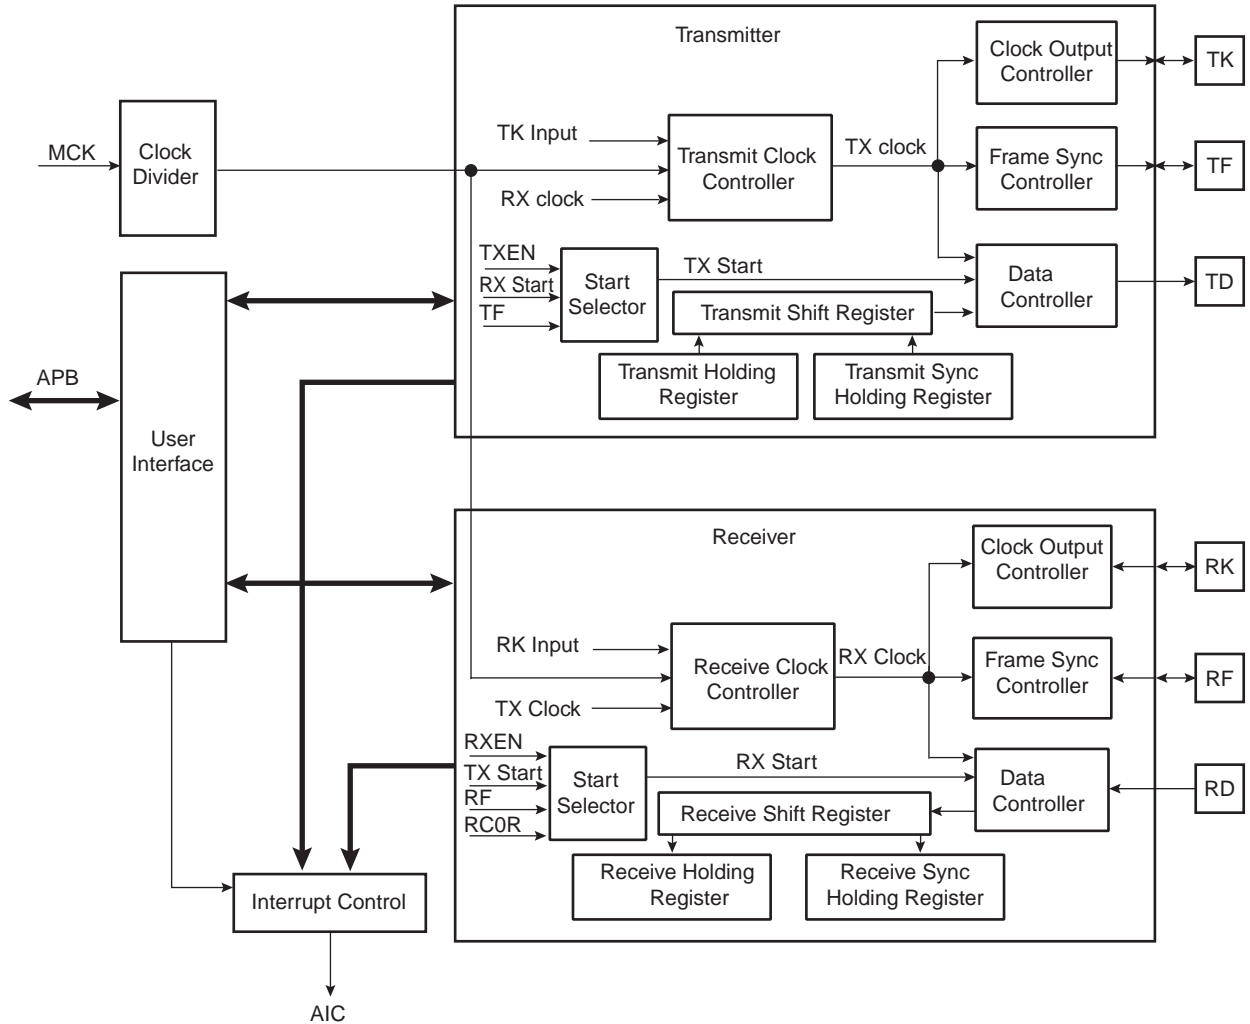 Transmitter
Clock Output
Controller
TK
MCK
Clock
Divider
TK Input
Transmit Clock
Controller
RX clock
TX clock
Frame Sync
Controller
TF
TXEN
RX Start
TF
Start
Selector
TX Start
Data
Controller
TD
Transmit Shift Register
Transmit Holding
Register
Transmit Sync
Holding Register
APB
User
Interface
Receiver
Clock Output
Controller
RK
RK Input
Receive Clock
Controller
TX Clock
RX Clock
Frame Sync
Controller
RF
RXEN
TX Start
RF
RC0R
Start
Selector
RX Start
Data
Controller
RD
Receive Shift Register
Receive Holding
Register
Receive Sync
Holding Register
Interrupt Control
AIC